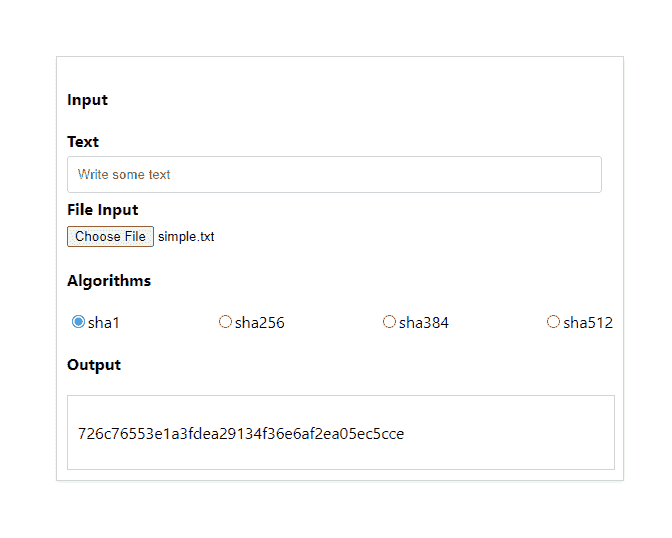 Input
Text
Write some text
File Input
Choose File simple.txt
Algorithms
sha1 sha256 sha384 sha512
Output
726c76553e1a3fdea29134f36e6af2ea05ec5cce